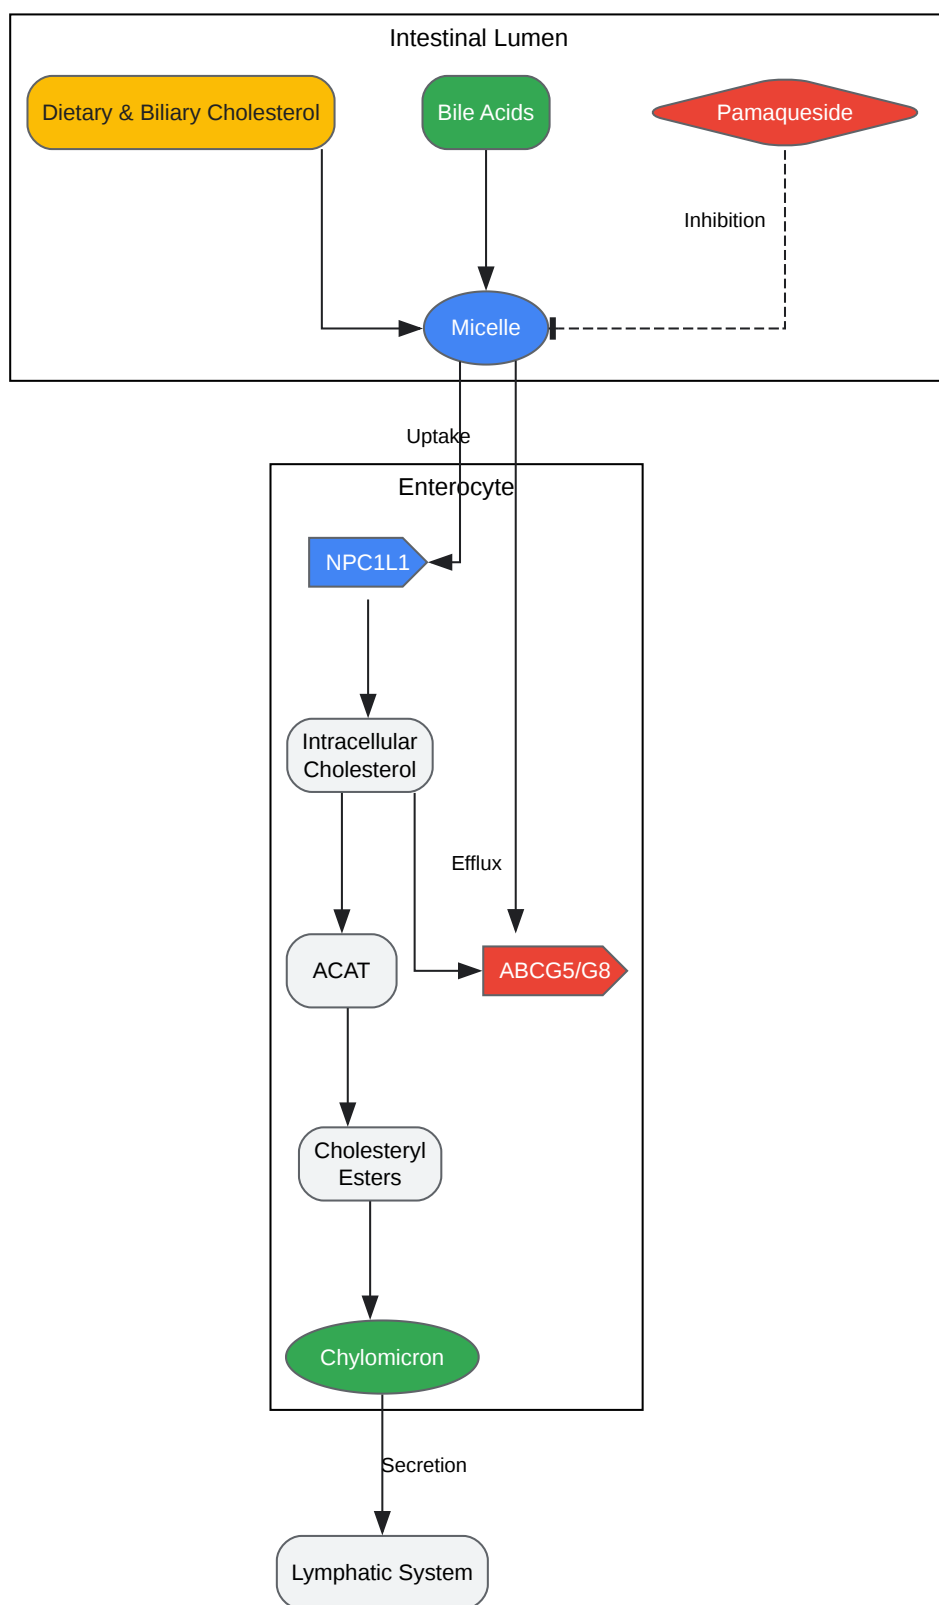 Intestinal Lumen
Dietary & Biliary Cholesterol
Bile Acids
Pamaqueside
Inhibition
Micelle
Uptake
Enterocyte
NPC1L1
Intracellular
Cholesterol
Efflux
ACAT
ABCG5/G8
Cholesteryl
Esters
Chylomicron
Secretion
Lymphatic System